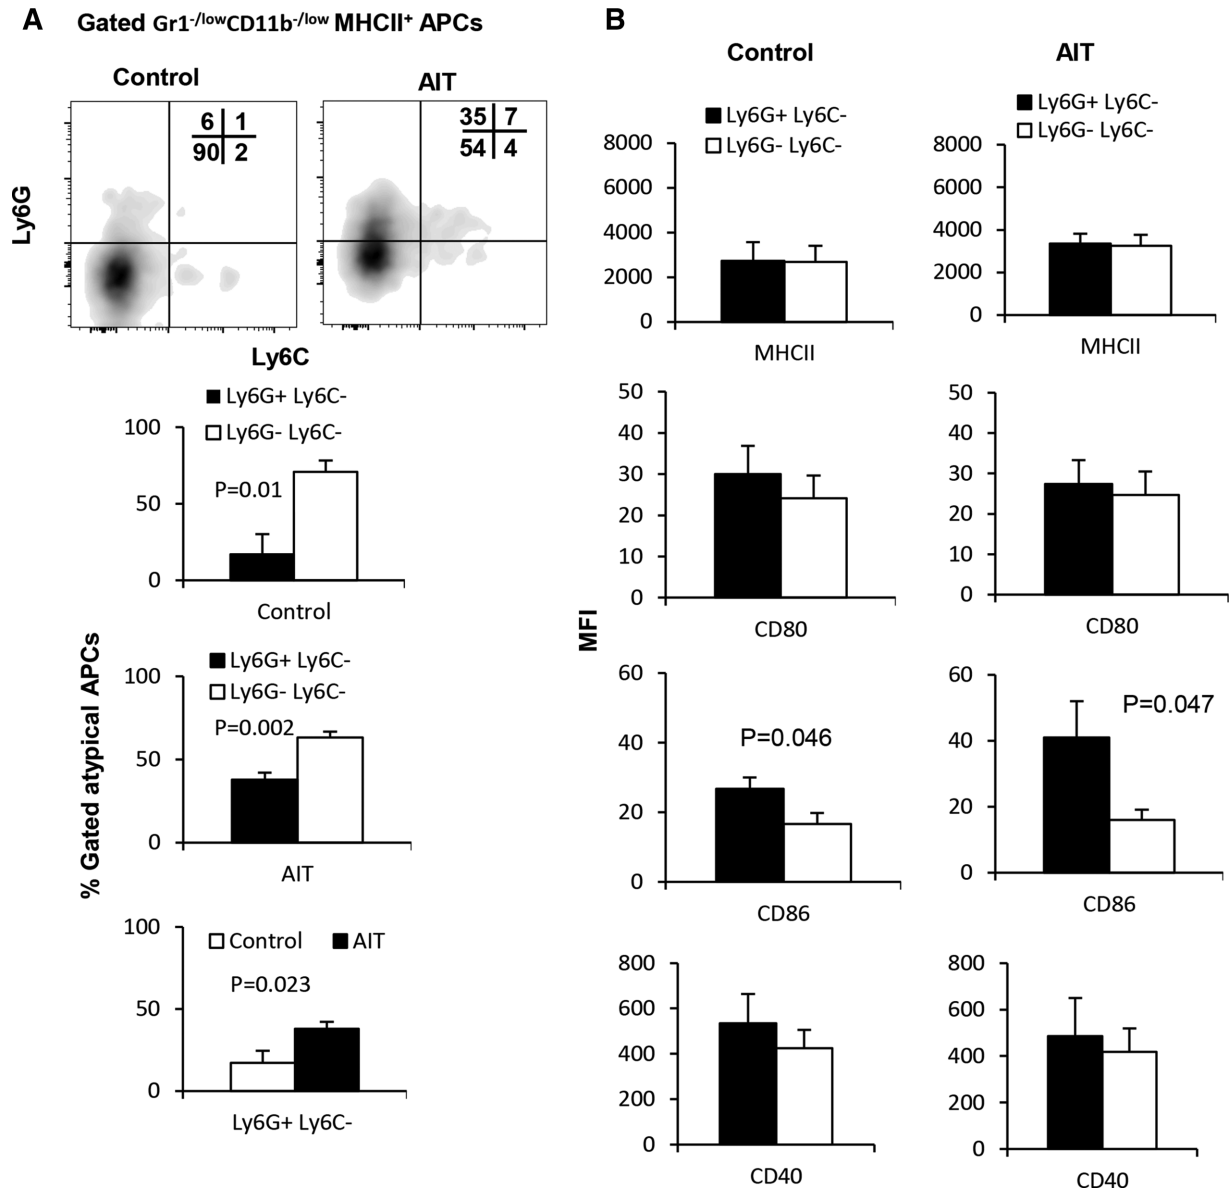 A
Gated Gr1-/lowCD11b-/low MHCII+ APCs
Control
AIT
6 1
90 2
35 7
54 4
Ly6G
Ly6C
Ly6G+ Ly6C-
Ly6G- Ly6C-
100
50
0
P=0.01
Control
% Gated atypical APCs
Ly6G+ Ly6C-
Ly6G- Ly6C-
100
50
0
P=0.002
AIT
100
50
0
Control AIT
P=0.023
Ly6G+ Ly6C-
B
Control
AIT
MFI
Ly6G+ Ly6C-
Ly6G- Ly6C-
8000
6000
4000
2000
0
MHCII
Ly6G+ Ly6C-
Ly6G- Ly6C-
8000
6000
4000
2000
0
MHCII
50
40
30
20
10
0
CD80
50
40
30
20
10
0
CD80
60
40
20
0
P=0.046
CD86
60
40
20
0
P=0.047
CD86
800
600
400
200
0
CD40
800
600
400
200
0
CD40